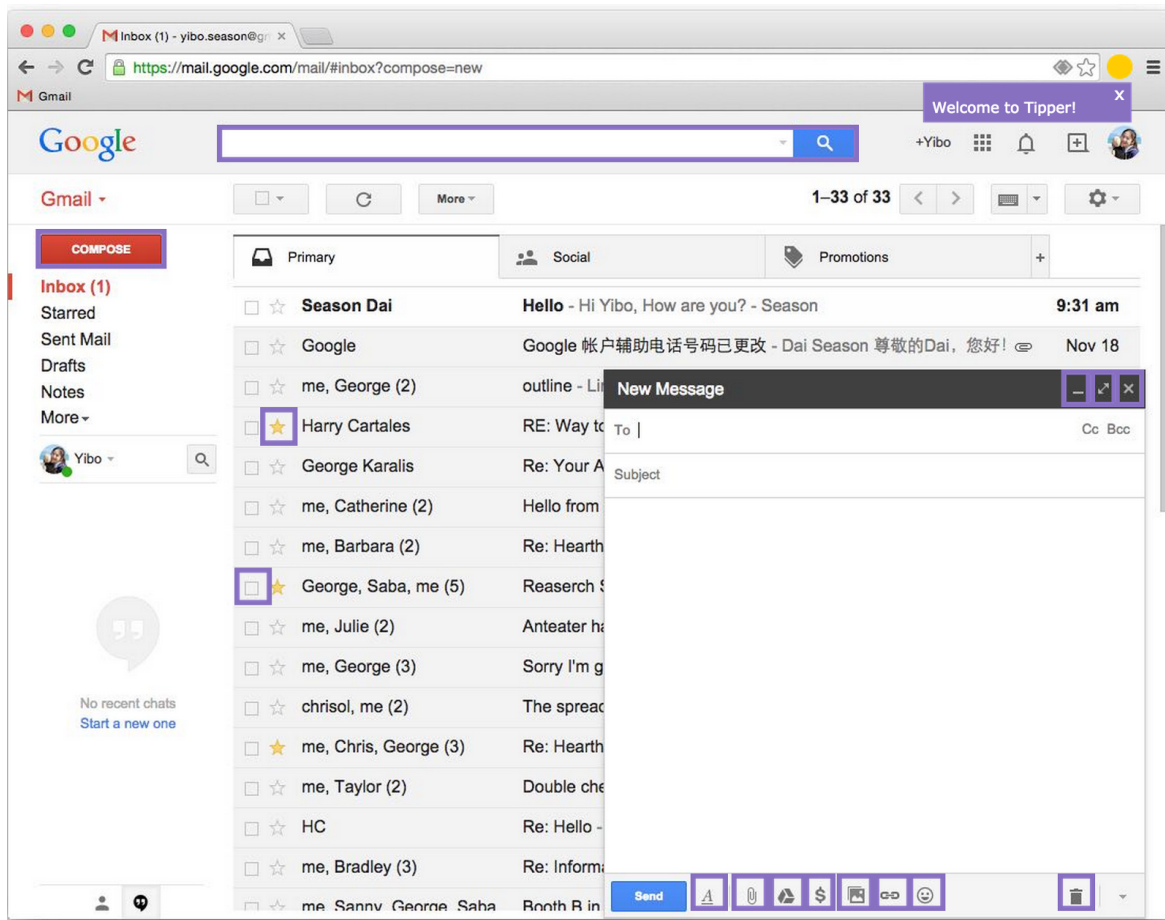 Inbox (1) - yibo.season@gm
https://mail.google.com/mail/#inbox?compose=new
Gmail
Welcome to Tipper! x
Google
+Yibo
Gmail
More
1–33 of 33
COMPOSE
Primary Social Promotions +
Inbox (1)
Starred
Sent Mail
Drafts
Notes
More
Yibo
No recent chats
Start a new one
Season Dai Hello - Hi Yibo, How are you? - Season 9:31 am
Google Google 帐户辅助电话号码已更改 - Dai Season 尊敬的Dai，您好! Nov 18
me, George (2) outline - Li
Harry Cartales RE: Way to
George Karalis Re: Your A
me, Catherine (2) Hello from
me, Barbara (2) Re: Hearth
George, Saba, me (5) Reaserch S
me, Julie (2) Anteater ha
me, George (3) Sorry I'm g
chrisol, me (2) The spread
me, Chris, George (3) Re: Hearth
me, Taylor (2) Double che
HC Re: Hello -
me, Bradley (3) Re: Informa
me, Sanny, George, Saba Booth B in
New Message
To Cc Bcc
Subject
Send A $